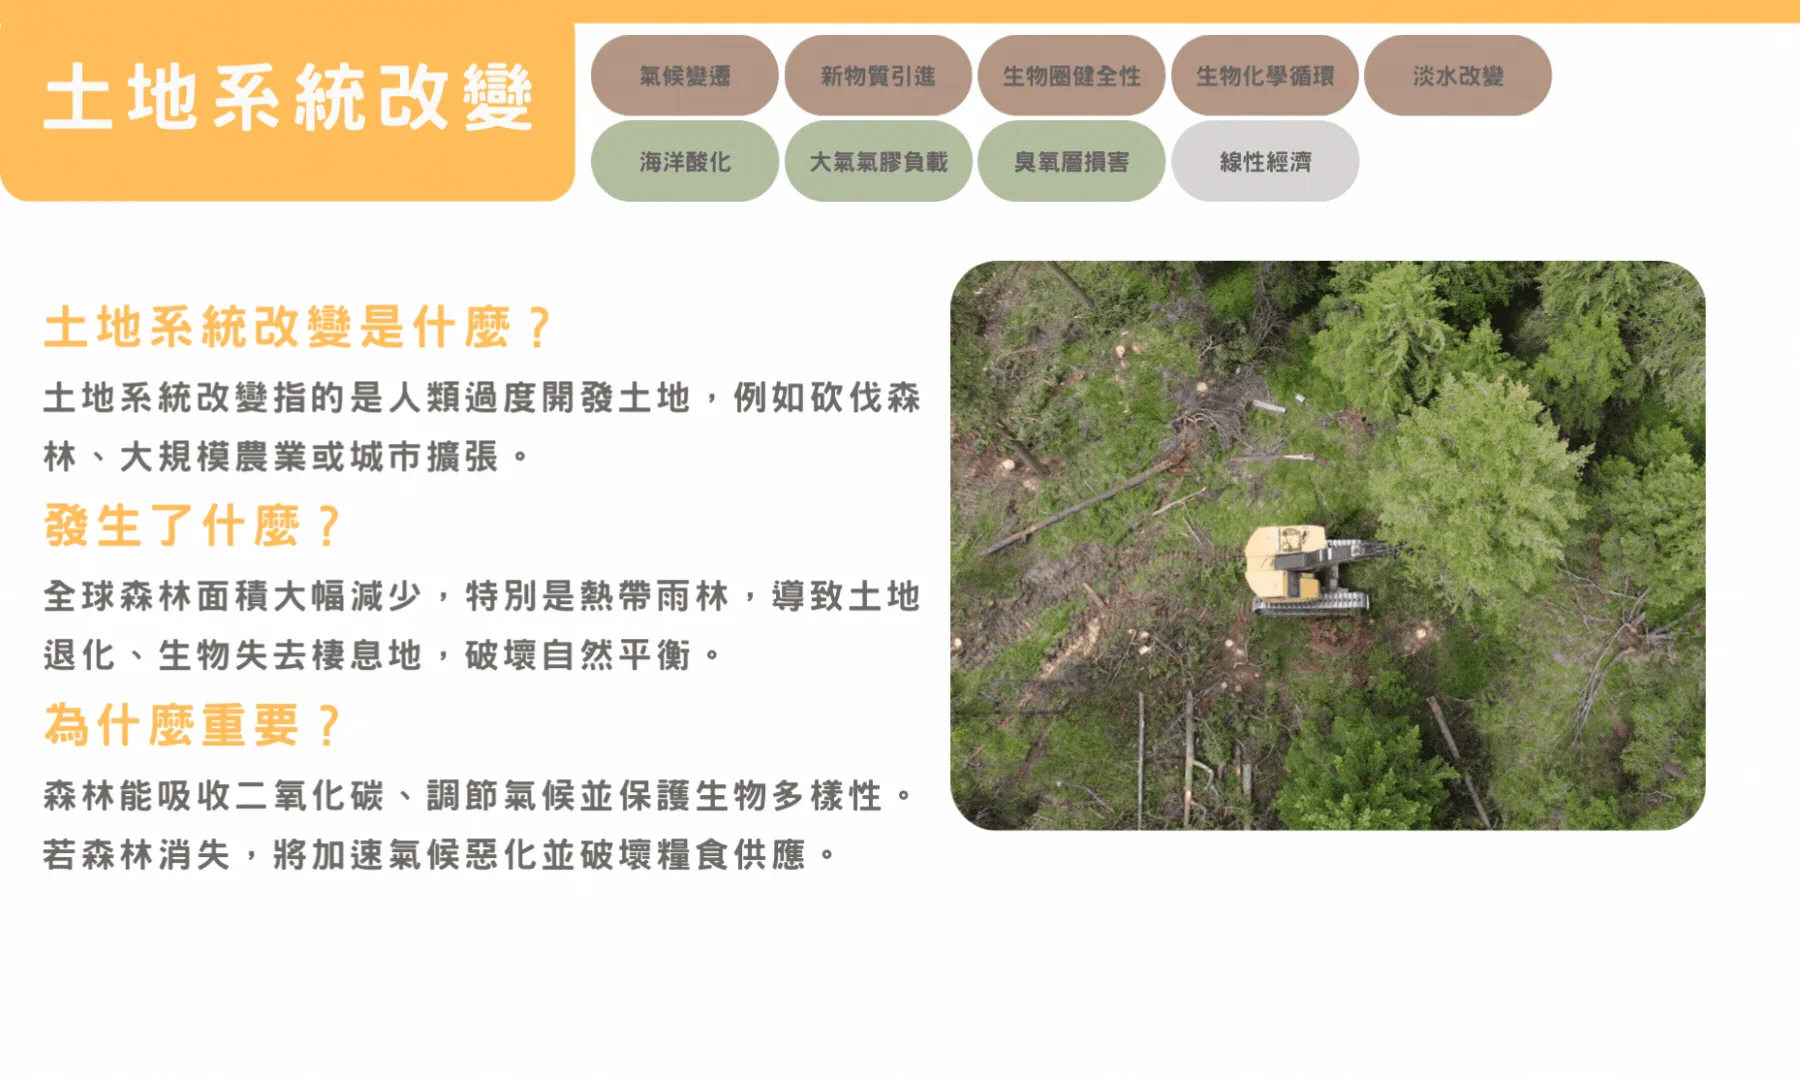 土地系統改變
氣候變遷
新物質引進
生物圈健全性
生物化學循環
淡水改變
海洋酸化
大氣氣膠負載
臭氧層損害
線性經濟
土地系統改變是什麼？
土地系統改變指的是人類過度開發土地，例如砍伐森
林、大規模農業或城市擴張。
發生了什麼？
全球森林面積大幅減少，特別是熱帶雨林，導致土地
退化、生物失去棲息地，破壞自然平衡。
為什麼重要？
森林能吸收二氧化碳、調節氣候並保護生物多樣性。
若森林消失，將加速氣候惡化並破壞糧食供應。